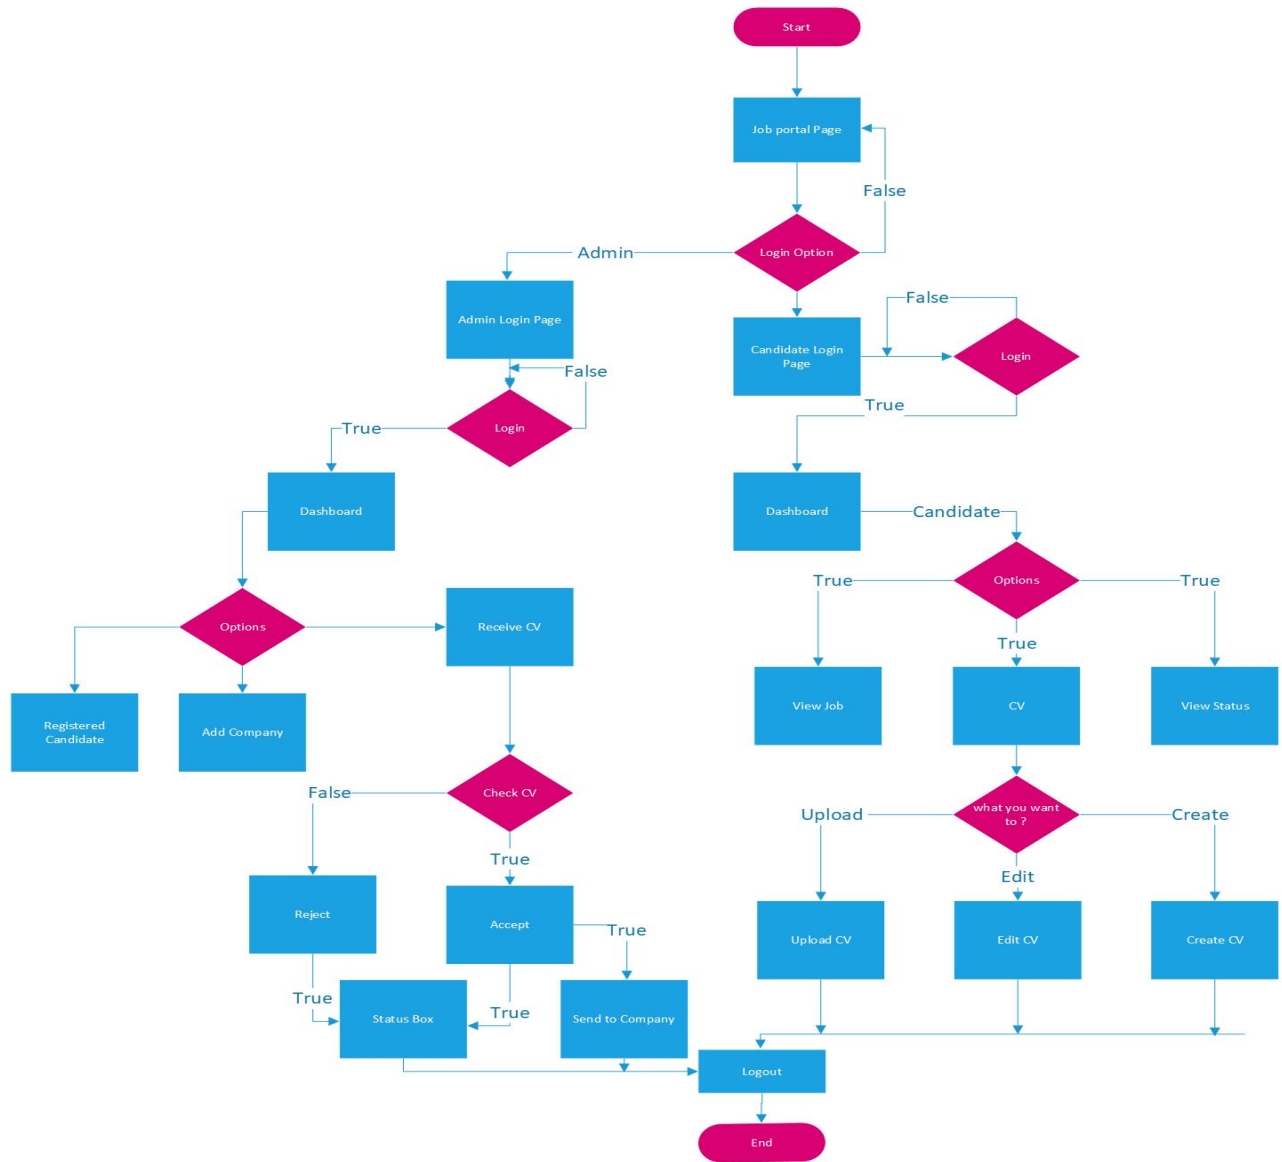 Start
Job portal Page
False
Login Option
Admin
Admin Login Page
False
Candidate Login
Page
Login
False
True
Login
True
Dashboard
Dashboard
Candidate
Options
True
True
True
Options
Receive CV
Registered
Candidate
Add Company
View Job
CV
View Status
Check CV
False
True
what you want
to ?
Upload
Edit
Create
Reject
Accept
True
Upload CV
Edit CV
Create CV
True
True
Status Box
Send to Company
Logout
End